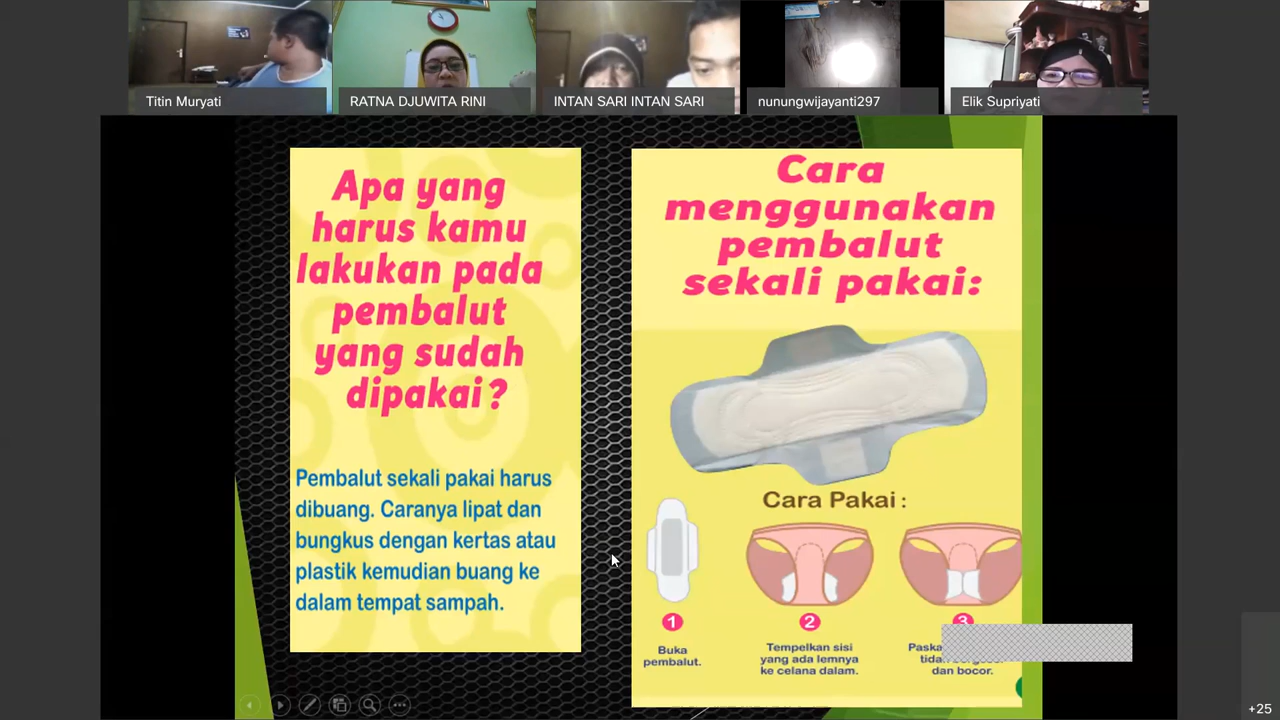 Titin Muryati
RATNA DJUWITA RINI
INTAN SARI INTAN SARI
nunungwijayanti297
Elik Supriyati
Apa yang
harus kamu
lakukan pada
pembalut
yang sudah
dipakai?
Pembalut sekali pakai harus
dibuang. Caranya lipat dan
bungkus dengan kertas atau
plastik kemudian buang ke
dalam tempat sampah.
Cara
menggunakan
pembalut
sekali pakai:
Cara Pakai :
1
Buka
pembalut.
2
Tempelkan sisi
yang ada lemnya
ke celana dalam.
3
dan bocor.
+25